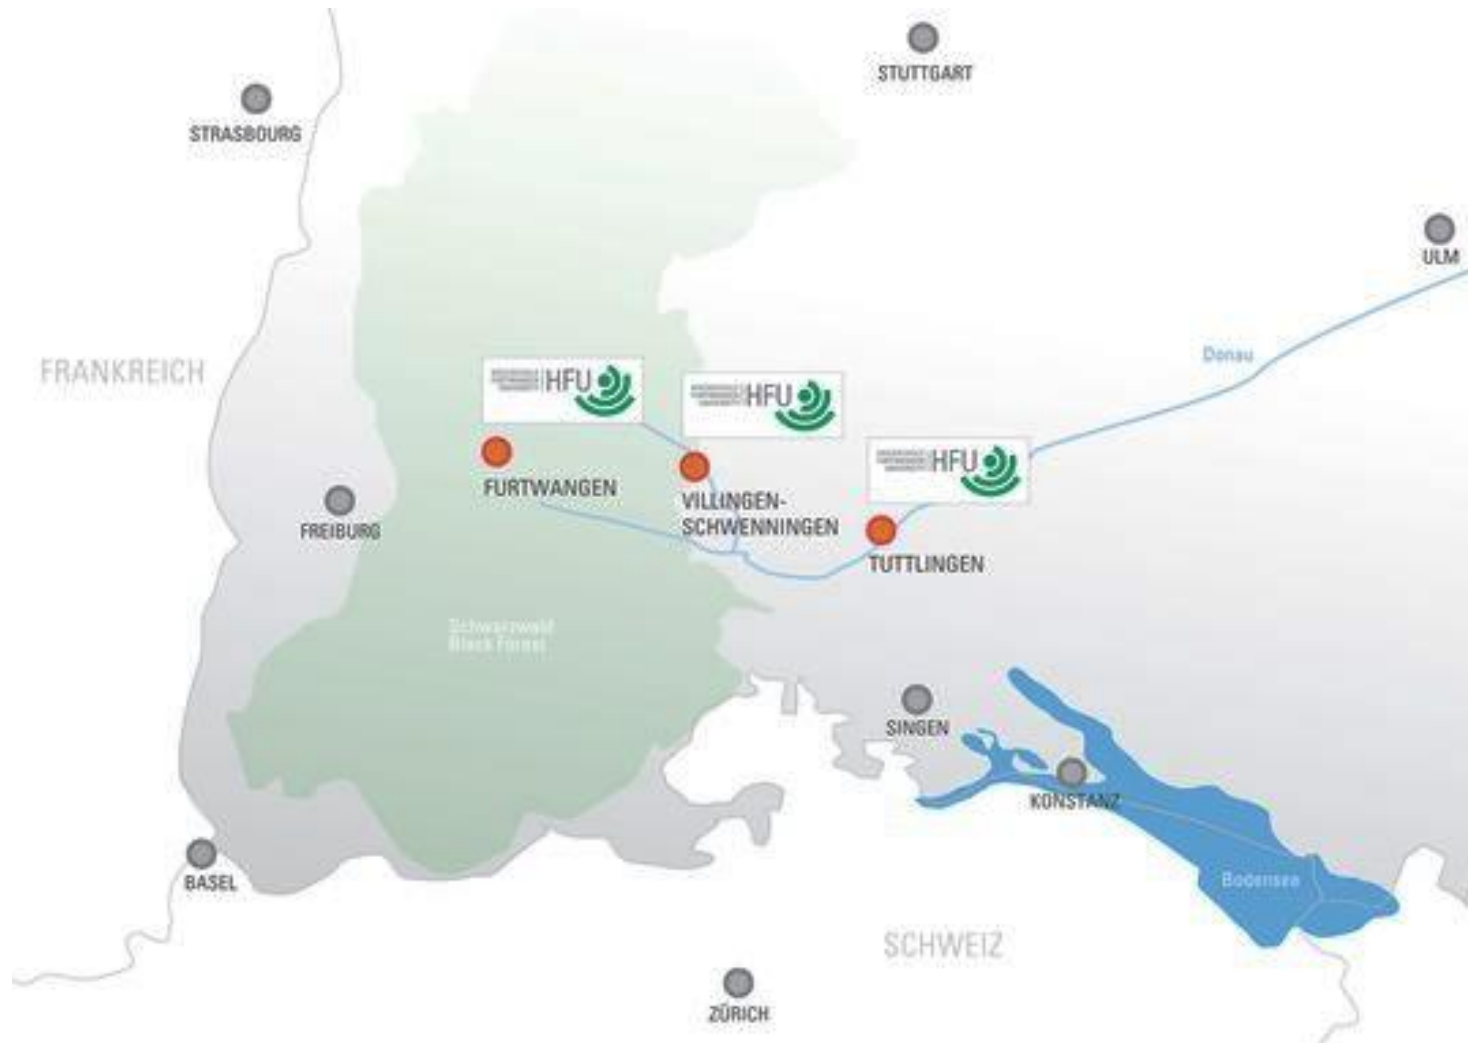 STUTTGART
STRASBOURG
ULM
Donau
FRANKREICH
HFU
HFU
HFU
FURTWANGEN
VILLINGEN-
SCHWENNINGEN
FREIBURG
TUTTLINGEN
Schwarzwald
Black Forest
SINGEN
KONSTANZ
BASEL
Bodensee
SCHWEIZ
ZÜRICH